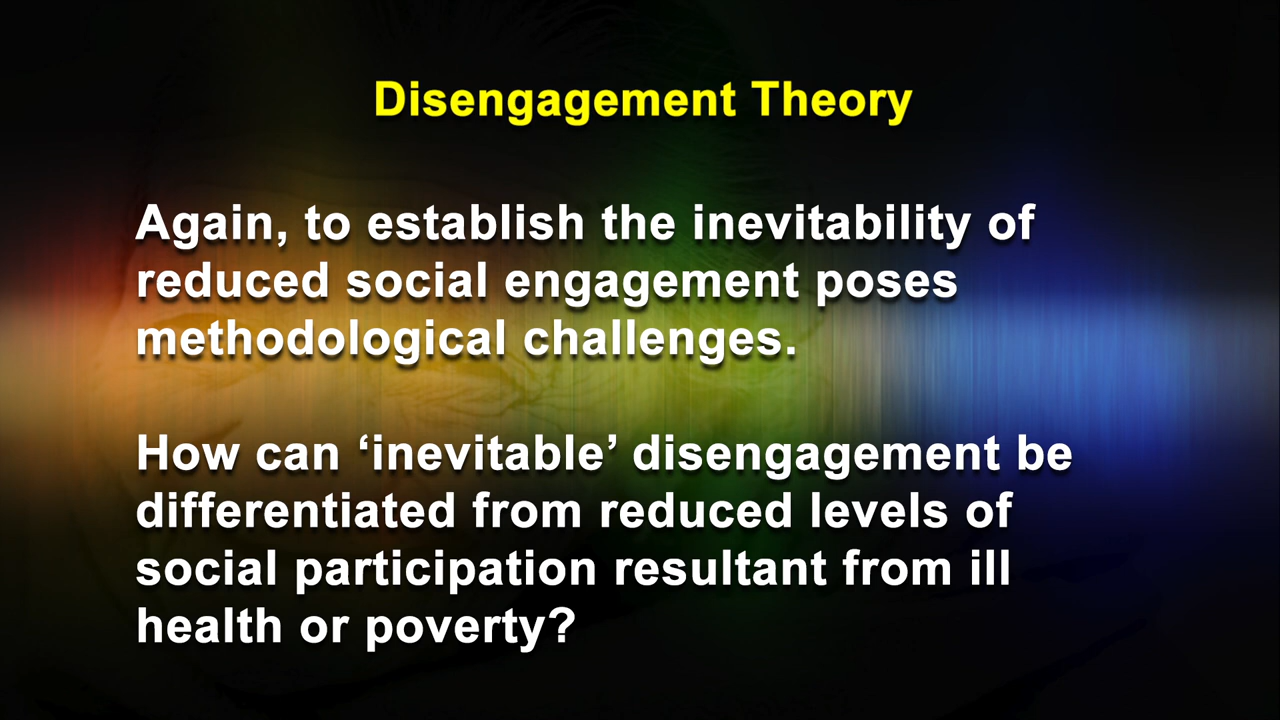 Disengagement Theory
Again, to establish the inevitability of
reduced social engagement poses
methodological challenges.
How can ‘inevitable’ disengagement be
differentiated from reduced levels of
social participation resultant from ill
health or poverty?